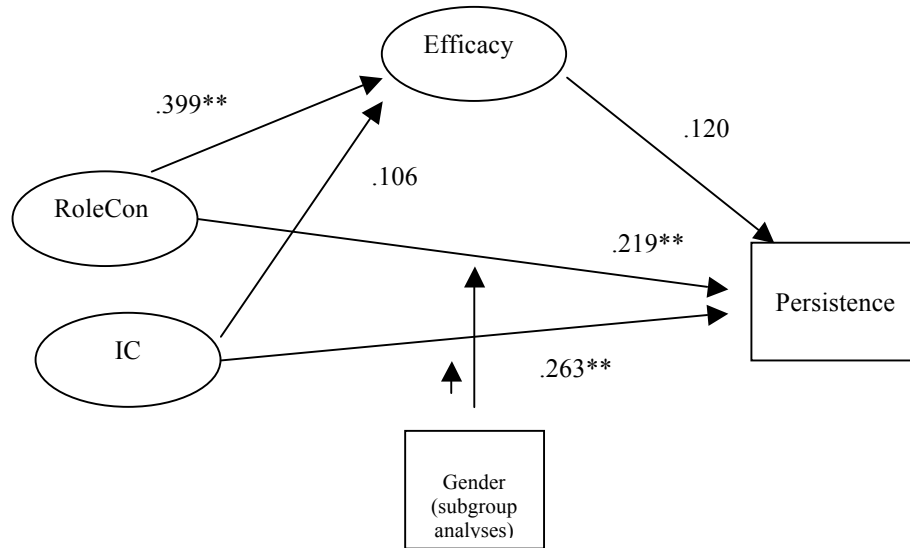 Efficacy
.399**
.120
.106
RoleCon
.219**
Persistence
IC
.263**
Gender
(subgroup
analyses)